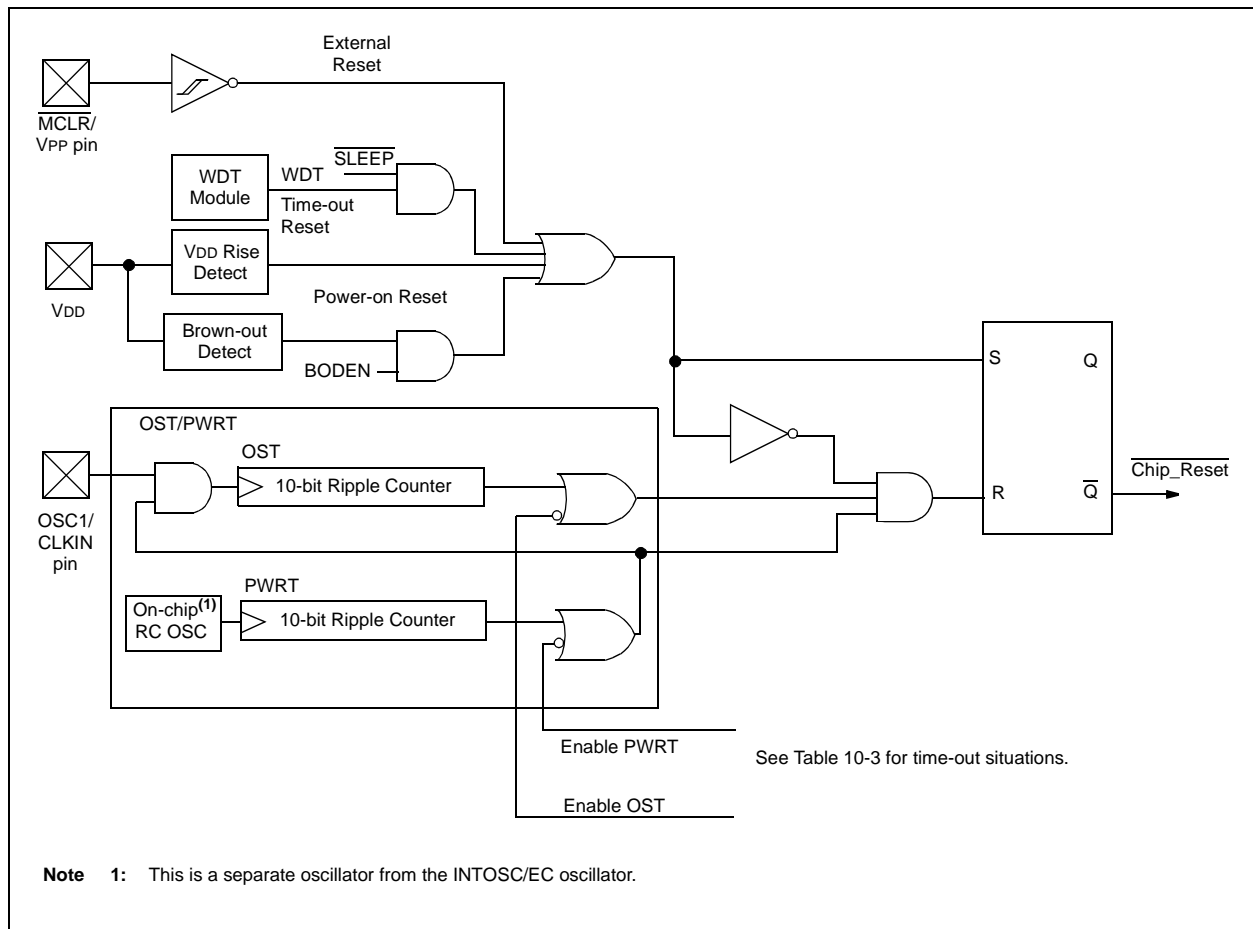 External
Reset
MCLR/
VPP pin
SLEEP
WDT
Module
WDT
Time-out
Reset
VDD Rise
Detect
VDD
Power-on Reset
Brown-out
Detect
BODEN
S
Q
OST/PWRT
OST
10-bit Ripple Counter
OSC1/
CLKIN
pin
R
Q
Chip_Reset
PWRT
On-chip(1)
RC OSC
10-bit Ripple Counter
Enable PWRT
See Table 10-3 for time-out situations.
Enable OST
Note 1: This is a separate oscillator from the INTOSC/EC oscillator.